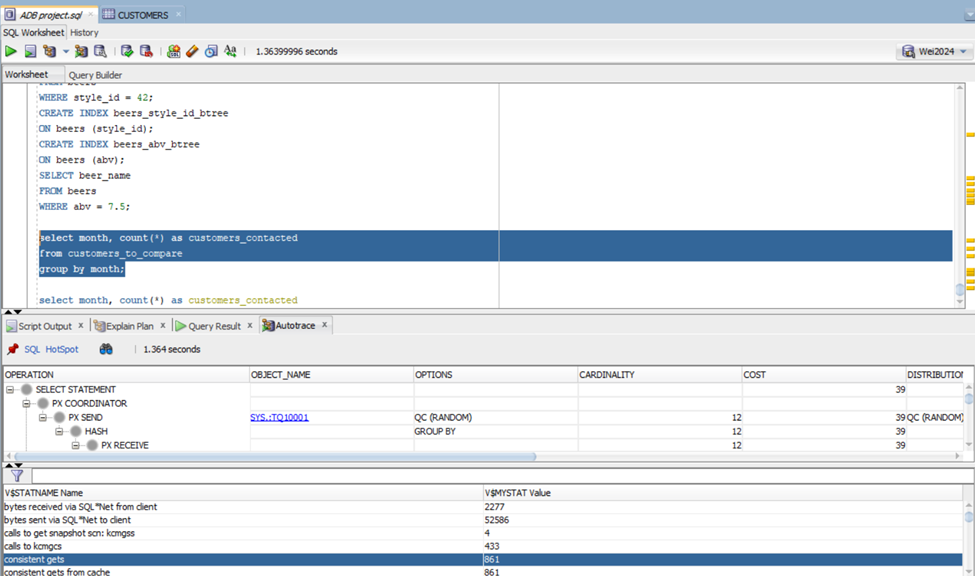 ADB project.sql × CUSTOMERS ×
SQL Worksheet History
1.36399996 seconds
Wei2024
Worksheet Query Builder
WHERE style_id = 42;
CREATE INDEX beers_style_id_btree
ON beers (style_id);
CREATE INDEX beers_abv_btree
ON beers (abv);
SELECT beer_name
FROM beers
WHERE abv = 7.5;
select month, count(*) as customers_contacted
from customers_to_compare
group by month;
select month, count(*) as customers_contacted
Script Output × Explain Plan × Query Result × Autotrace ×
SQL HotSpot 1.364 seconds
OPERATION OBJECT_NAME OPTIONS CARDINALITY COST DISTRIBUTION
SELECT STATEMENT 39
PX COORDINATOR
PX SEND SYS.:TQ10001 QC (RANDOM) 12 39 QC (RANDOM)
HASH GROUP BY 12 39
PX RECEIVE 12 39
V$STATNAME Name V$MYSTAT Value
bytes received via SQL*Net from client 2277
bytes sent via SQL*Net to client 52586
calls to get snapshot scn: kcmgss 4
calls to kcmgcs 433
consistent gets 861
consistent gets from cache 861